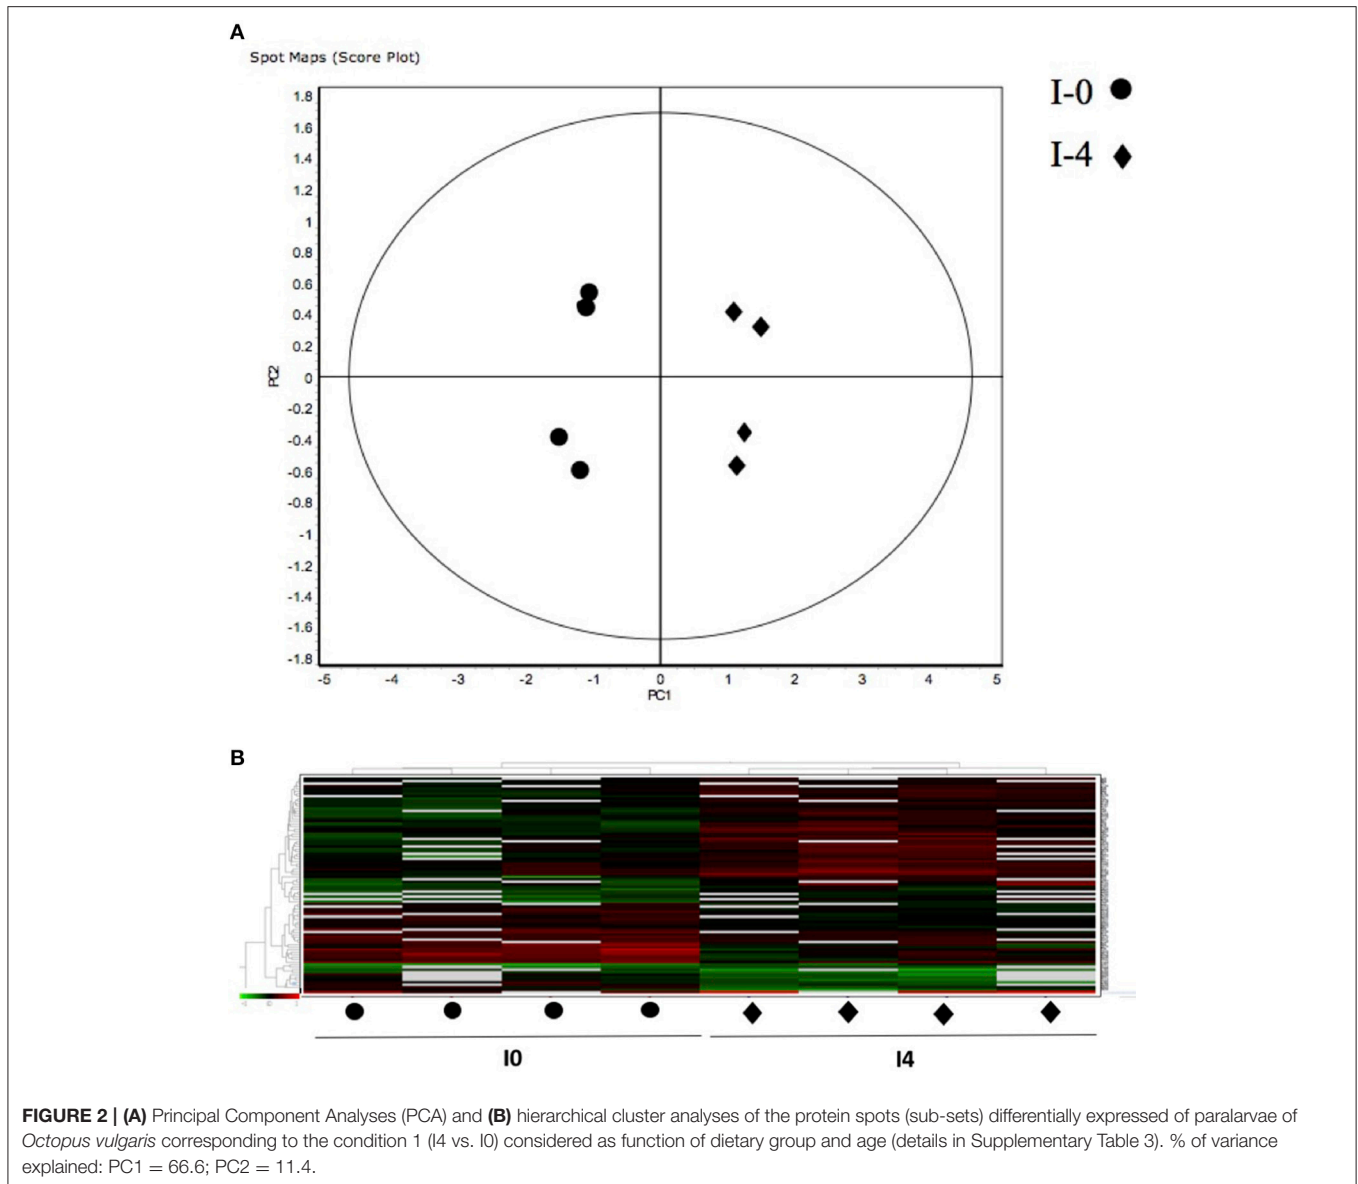 A
Spot Maps (Score Plot)
I-0
I-4
1.8
1.6
1.4
1.2
1
0.8
0.6
0.4
0.2
0
-0.2
-0.4
-0.6
-0.8
-1
-1.2
-1.4
-1.6
-1.8
PC2
-5 -4 -3 -2 -1 0 1 2 3 4 5
PC1
B
I0 I4
FIGURE 2 | (A) Principal Component Analyses (PCA) and (B) hierarchical cluster analyses of the protein spots (sub-sets) differentially expressed of paralarvae of
Octopus vulgaris corresponding to the condition 1 (I4 vs. I0) considered as function of dietary group and age (details in Supplementary Table 3). % of variance
explained: PC1 = 66.6; PC2 = 11.4.